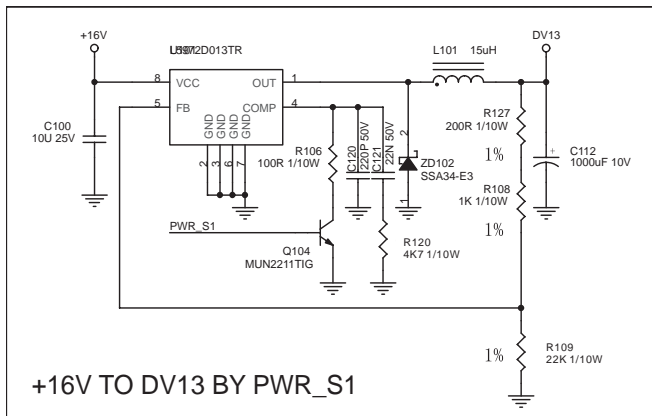 +16V
DV13
L5972D013TR
L101 15uH
8 VCC OUT 1
5 FB COMP 4
GND GND GND GND
2 3 6 7
C100
10U 25V
R106
100R 1/10W
C120
220P 50V
C121
22N 50V
2
ZD102
SSA34-E3
1
R127
200R 1/10W
1%
C112
1000uF 10V
+
R108
1K 1/10W
1%
PWR_S1
Q104
MUN2211TIG
R120
4K7 1/10W
1%
R109
22K 1/10W
+16V TO DV13 BY PWR_S1